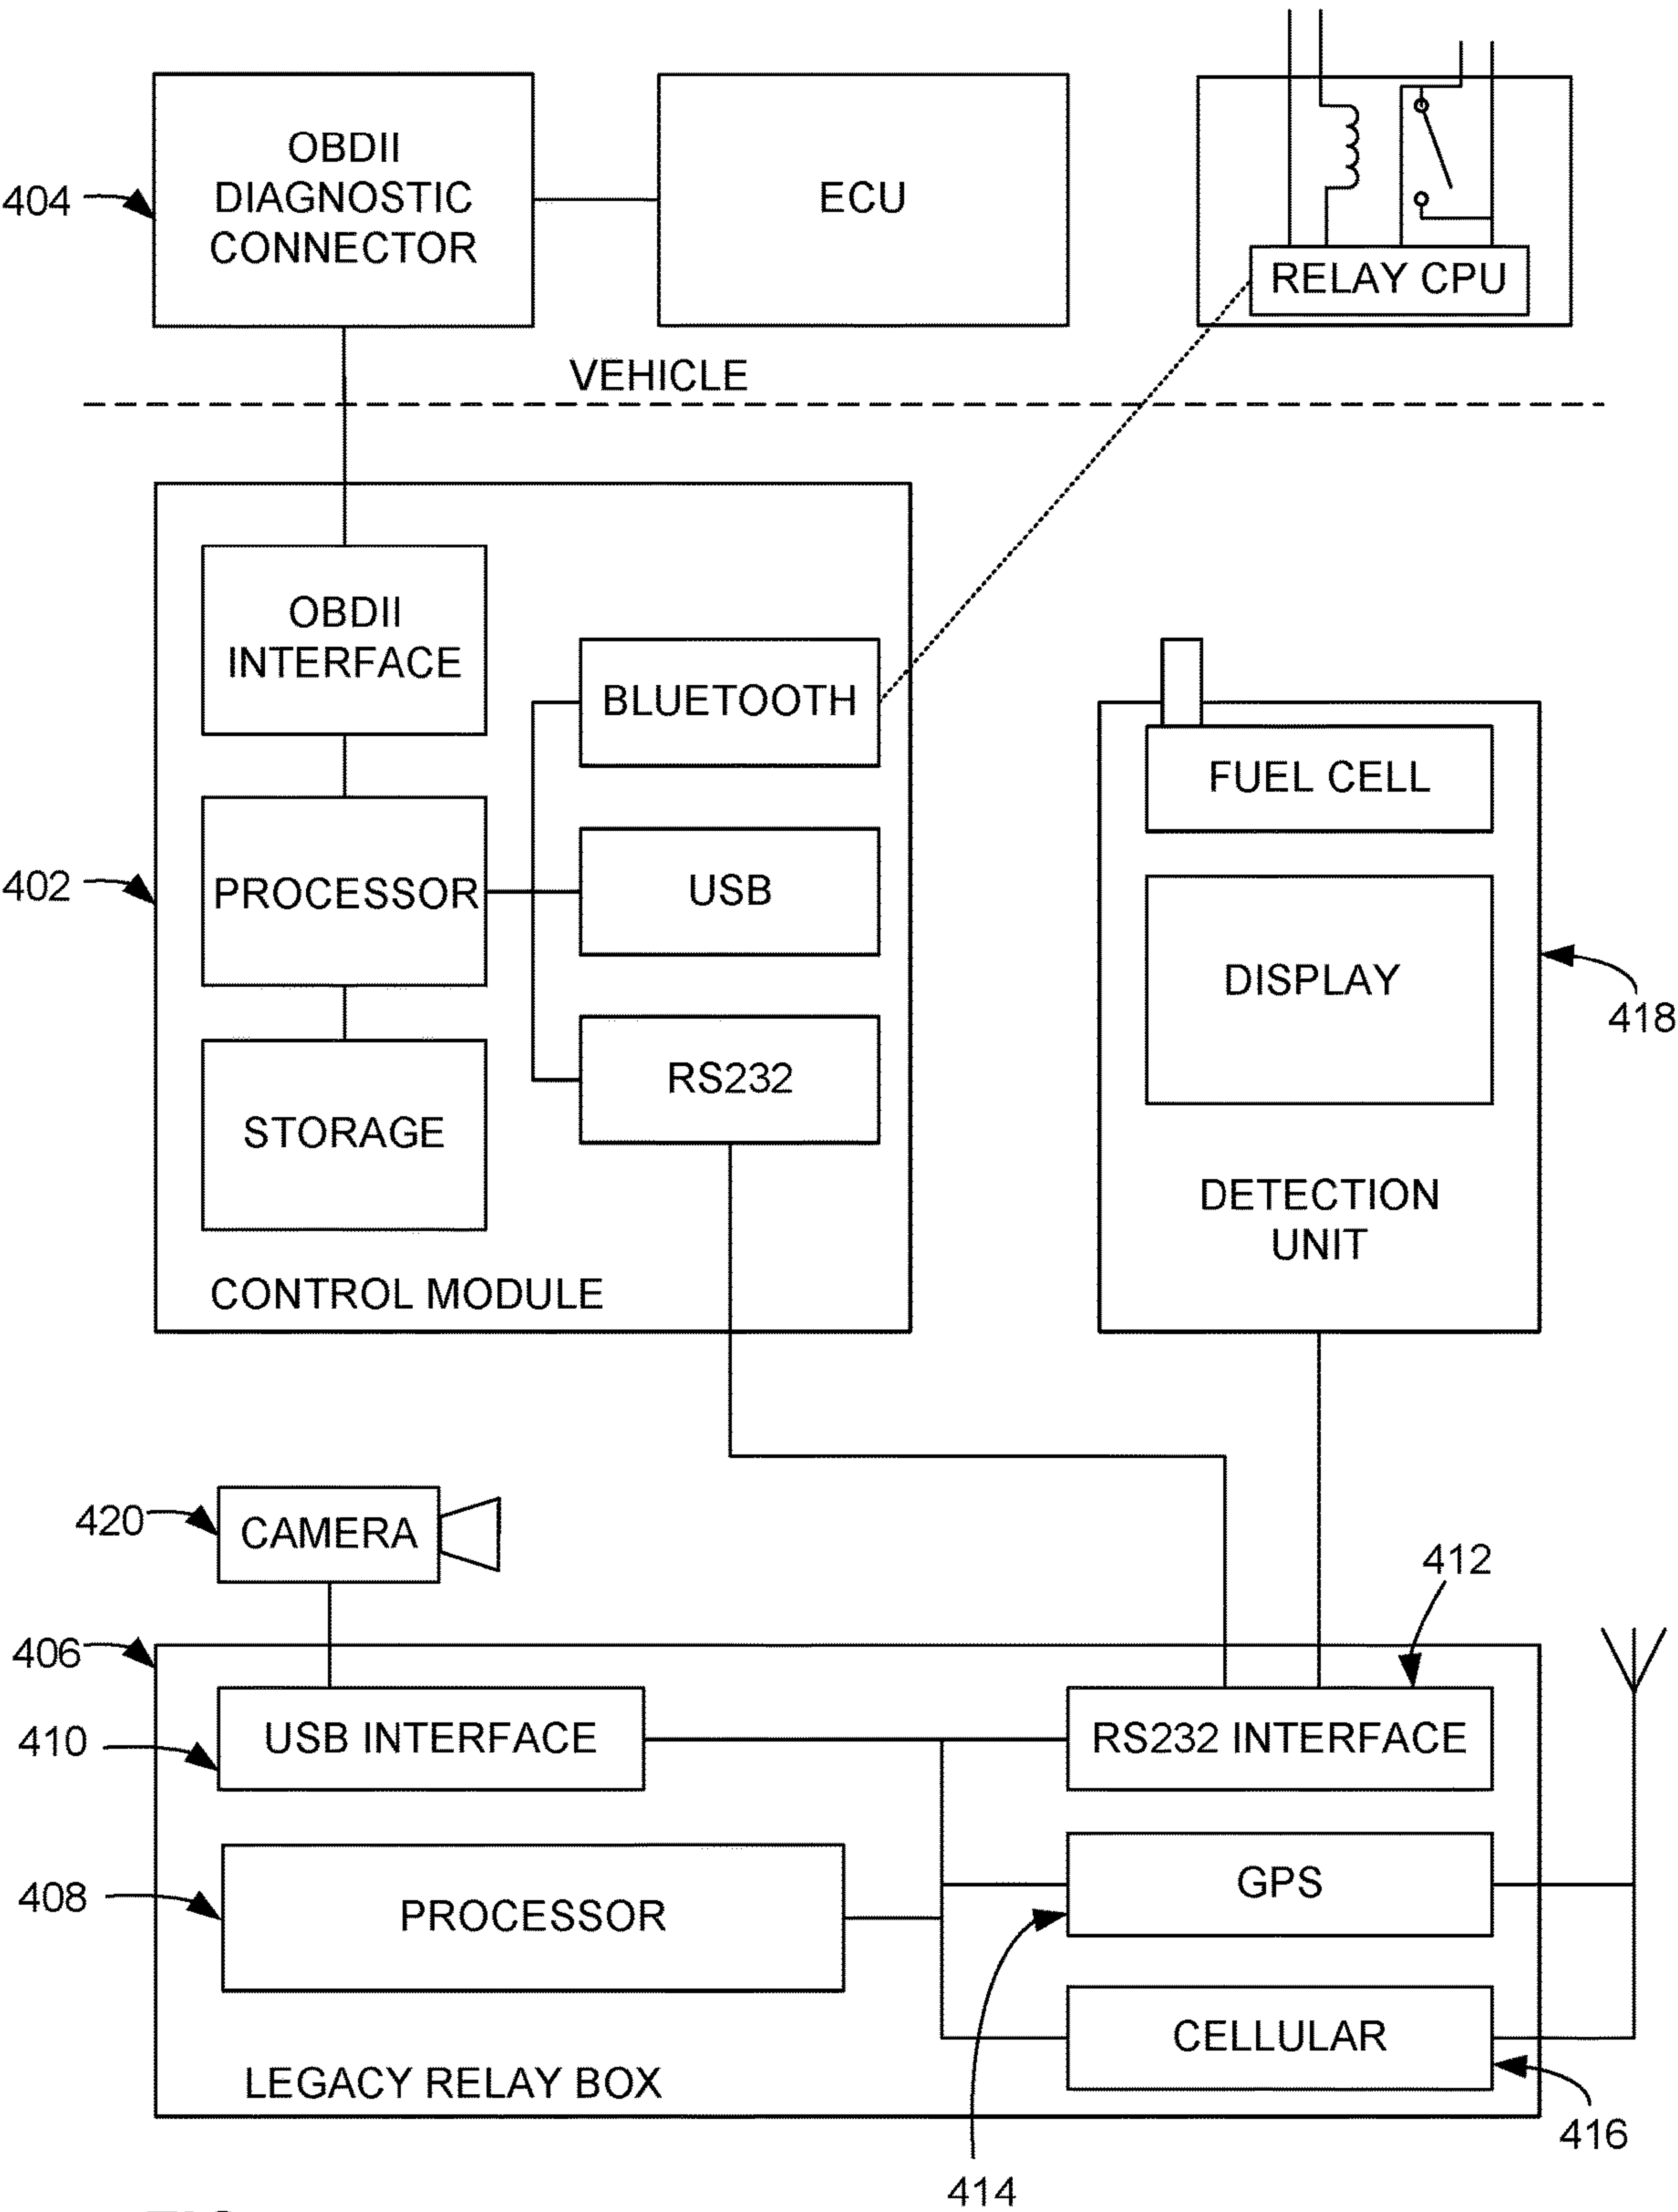 OBDII
DIAGNOSTIC
CONNECTOR
ECU
404
RELAY CPU
VEHICLE
OBDII
INTERFACE
BLUETOOTH
FUEL CELL
402
PROCESSOR
USB
DISPLAY
418
RS232
STORAGE
DETECTION
UNIT
CONTROL MODULE
420
CAMERA
412
406
USB INTERFACE
RS232 INTERFACE
410
GPS
408
PROCESSOR
CELLULAR
LEGACY RELAY BOX
416
414